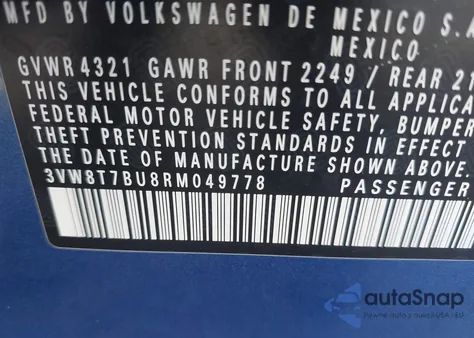 MFD BY VOLKSWAGEN DE MEXICO S.A
MEXICO
GVWR 4321 GAWR FRONT 2249 / REAR
THIS VEHICLE CONFORMS TO ALL
FEDERAL MOTOR VEHICLE SAFETY, BUMPER
THEFT PREVENTION STANDARDS IN EFFECT
THE DATE OF MANUFACTURE SHOWN ABOVE.
3VW8T7BU8RM049778 PASSENGER
autoSnap